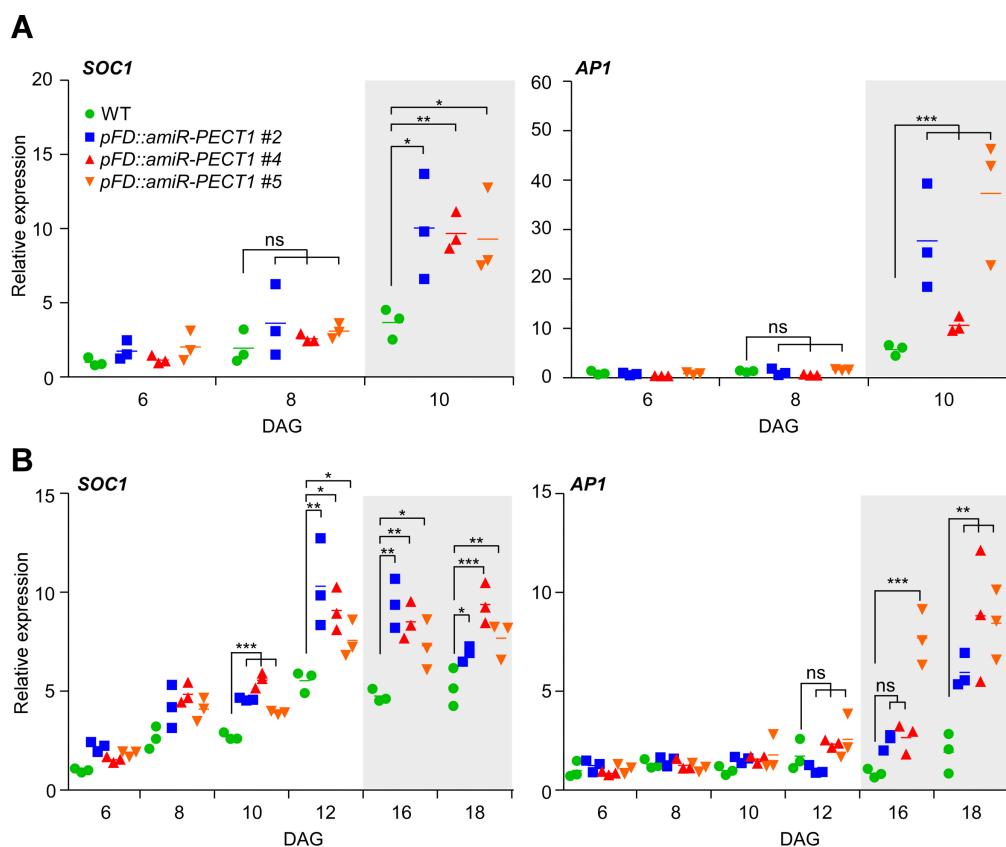 A
SOC1
20
15
10
5
0
Relative expression
WT
pFD::amiR-PECT1 #2
pFD::amiR-PECT1 #4
pFD::amiR-PECT1 #5
ns
*
**
*
6
8
10
DAG
AP1
60
50
40
30
20
10
0
ns
***
6
8
10
DAG
B
SOC1
15
10
5
0
Relative expression
***
*
*
**
*
**
**
**
***
*
6
8
10
12
16
18
DAG
AP1
15
10
5
0
ns
***
ns
**
6
8
10
12
16
18
DAG